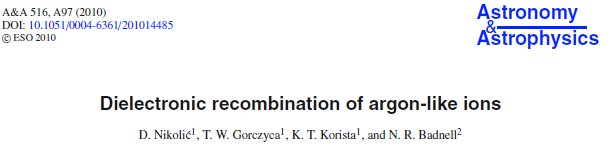 A&A 516, A97 (2010)
DOI: 10.1051/0004-6361/201014485
© ESO 2010
Astronomy
&
Astrophysics
Dielectronic recombination of argon-like ions
D. Nikolić1, T. W. Gorczyca1, K. T. Korista1, and N. R. Badnell2